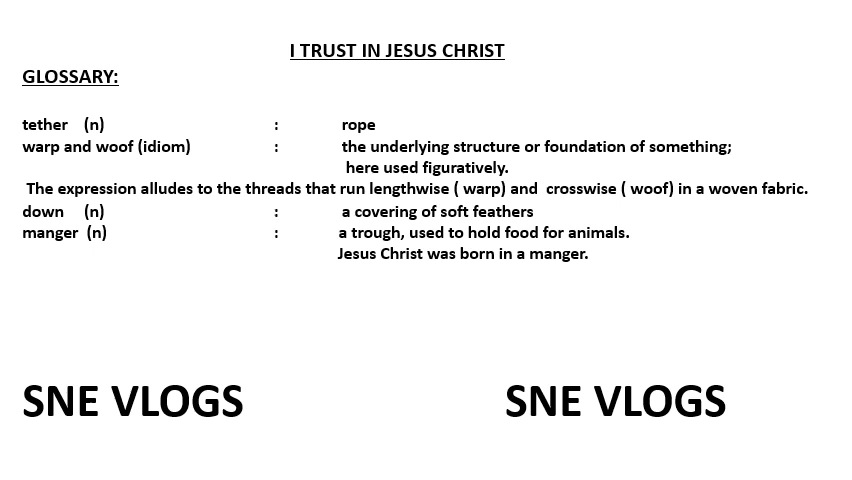 I TRUST IN JESUS CHRIST
GLOSSARY:
tether (n) : rope
warp and woof (idiom) : the underlying structure or foundation of something;
here used figuratively.
The expression alludes to the threads that run lengthwise ( warp) and crosswise ( woof) in a woven fabric.
down (n) : a covering of soft feathers
manger (n) : a trough, used to hold food for animals.
Jesus Christ was born in a manger.
SNE VLOGS SNE VLOGS